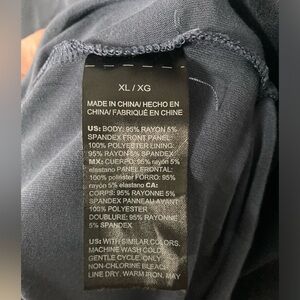 XL / XG
MADE IN CHINA/ HECHO EN
CHINA/ FABRIQUÉ EN CHINE
US: BODY: 95% RAYON 5%
SPANDEX FRONT PANEL:
100% POLYESTER LINING:
95% RAYON 5% SPANDEX
MX: CUERPO: 95% rayón 5%
elastano PANEL FRONTAL:
100% poliéster FORRO: 95%
rayón 5% elastano CA:
CORPS: 95% RAYONNE 5%
SPANDEX PANNEAU AVANT:
100% POLYESTER
DOUBLURE: 95% RAYONNE
5% SPANDEX
US: WITH SIMILAR COLORS,
MACHINE WASH COLD,
GENTLE CYCLE, ONLY
NON-CHLORINE BLEACH,
LINE DRY, WARM IRON, MAY